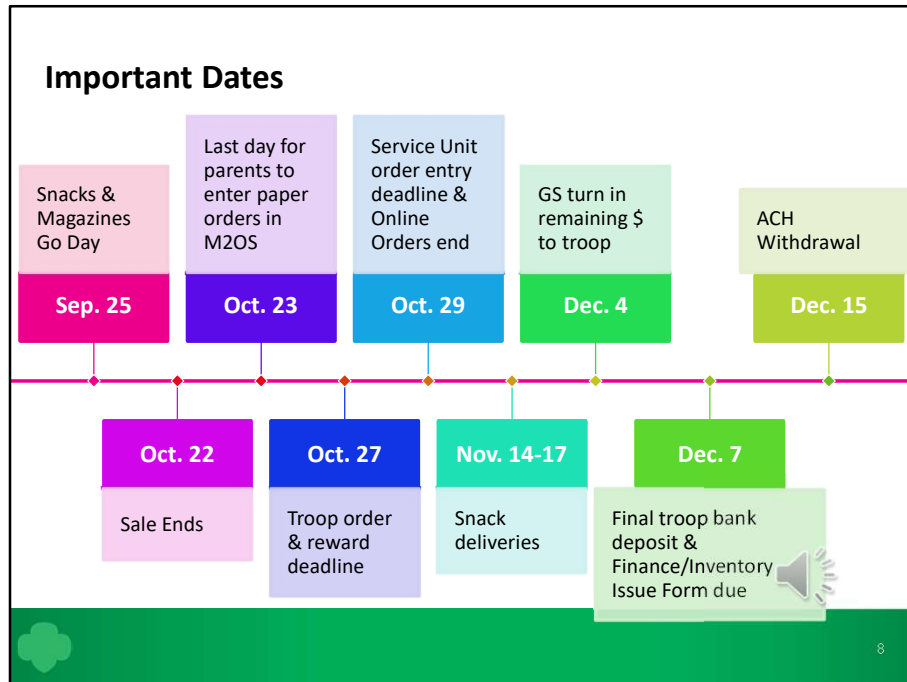 Important Dates
Snacks &
Magazines
Go Day
Sep. 25
Oct. 22
Sale Ends
Last day for
parents to
enter paper
orders in
M2OS
Oct. 23
Oct. 27
Troop order
& reward
deadline
Service Unit
order entry
deadline &
Online
Orders end
Oct. 29
Nov. 14-17
Snack
deliveries
GS turn in
remaining $
to troop
Dec. 4
Dec. 7
Final troop bank
deposit &
Finance/Inventory
Issue Form due
ACH
Withdrawal
Dec. 15
8